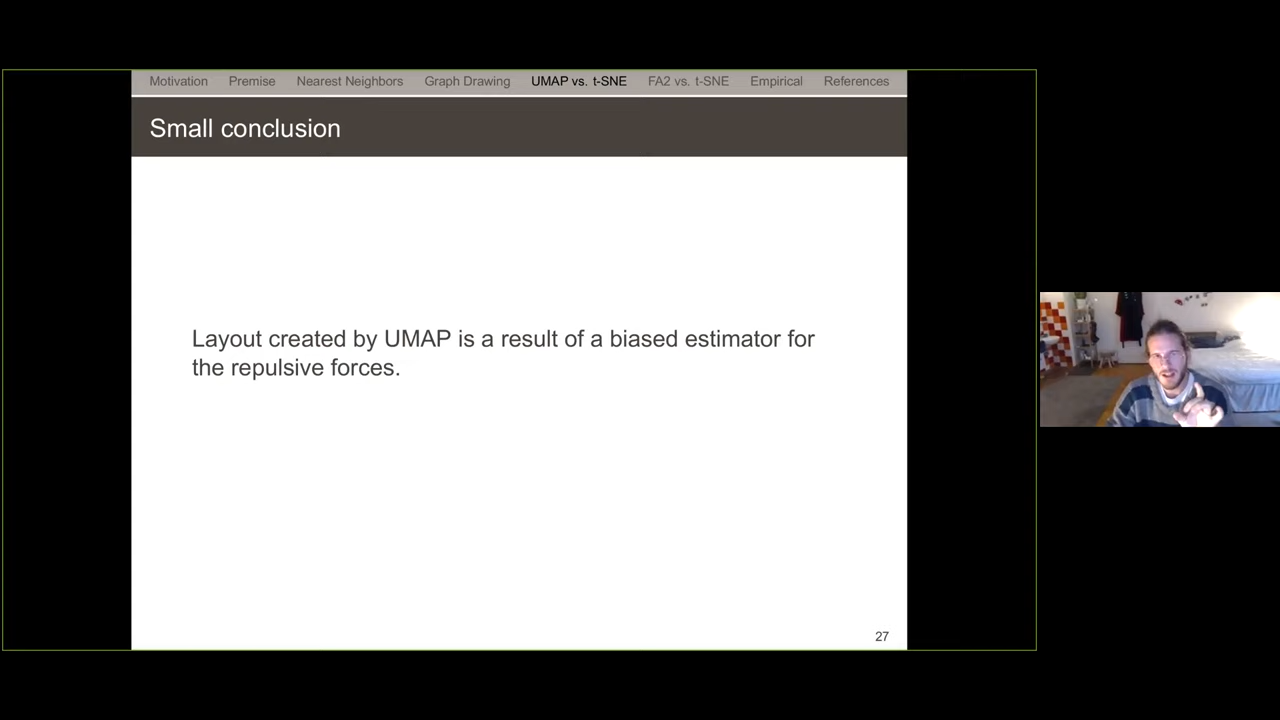 Motivation Premise Nearest Neighbors Graph Drawing UMAP vs. t-SNE FA2 vs. t-SNE Empirical References
Small conclusion
Layout created by UMAP is a result of a biased estimator for
the repulsive forces.
27